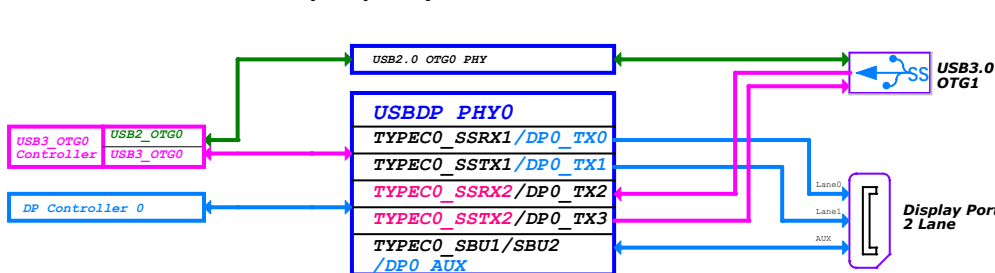 USB2.0 OTG0 PHY
SS
USB3.0
OTG1
USBDP PHY0
TYPEC0_SSRX1/DP0_TX0
TYPEC0_SSTX1/DP0_TX1
TYPEC0_SSRX2/DP0_TX2
TYPEC0_SSTX2/DP0_TX3
TYPEC0_SBU1/SBU2
/DP0_AUX
USB3_OTG0
Controller
USB2_OTG0
USB3_OTG0
DP Controller 0
Lane0
Lane1
AUX
Display Port
2 Lane